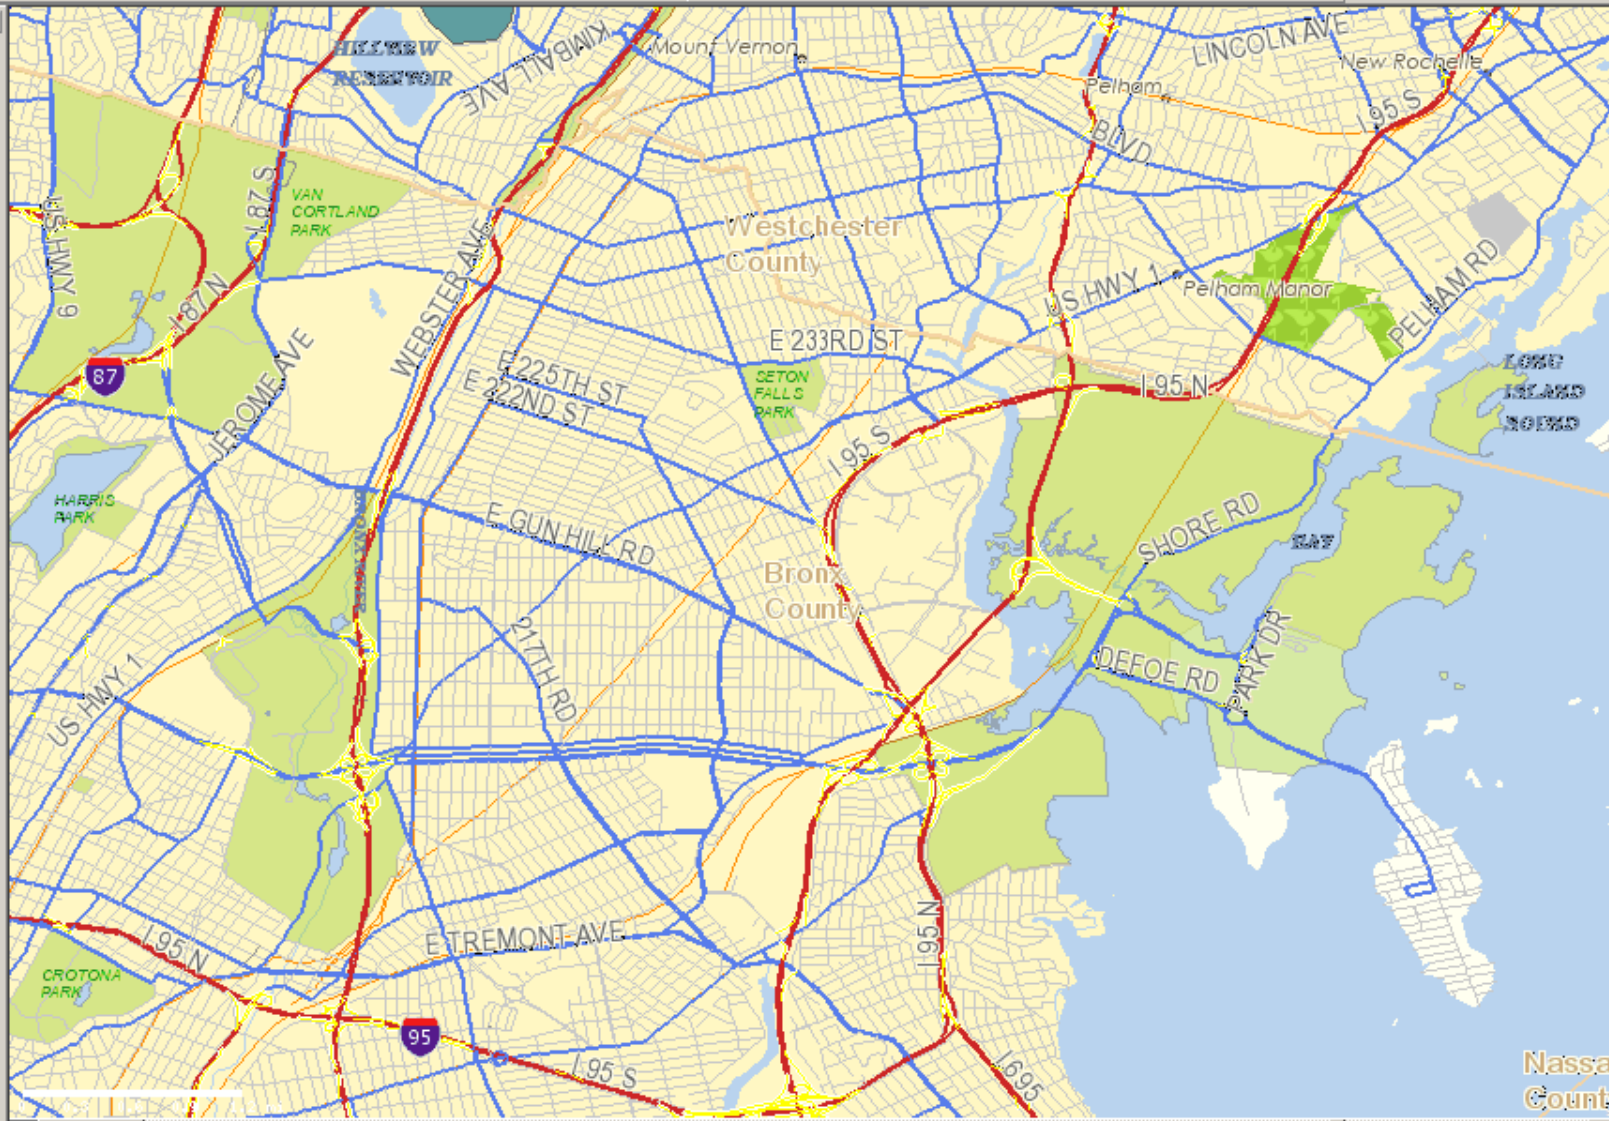 HILLVIEW
RESERVOIR
KIMBALL AVE
Mount Vernon
LINCOLN AVE
New Rochelle
Pelham
I 95 S
BLVD
VAN
CORTLAND
PARK
I 87 S
US HWY 9
I 87 N
WEBSTER AVE
Westchester
County
US HWY 1
Pelham Manor
PELHAM RD
E 233RD ST
87
JEROME AVE
E 225TH ST
E 222ND ST
SETON
FALLS
PARK
I 95 N
LONG
ISLAND
SOUND
I 95 S
HARRIS
PARK
E GUN HILL RD
SHORE RD
BAY
Bronx
County
217TH RD
DEFOE RD
PARK DR
US HWY 1
E TREMONT AVE
I 95 N
I 95 N
CROTONA
PARK
95
I 95 S
I 695
Nassa
Count